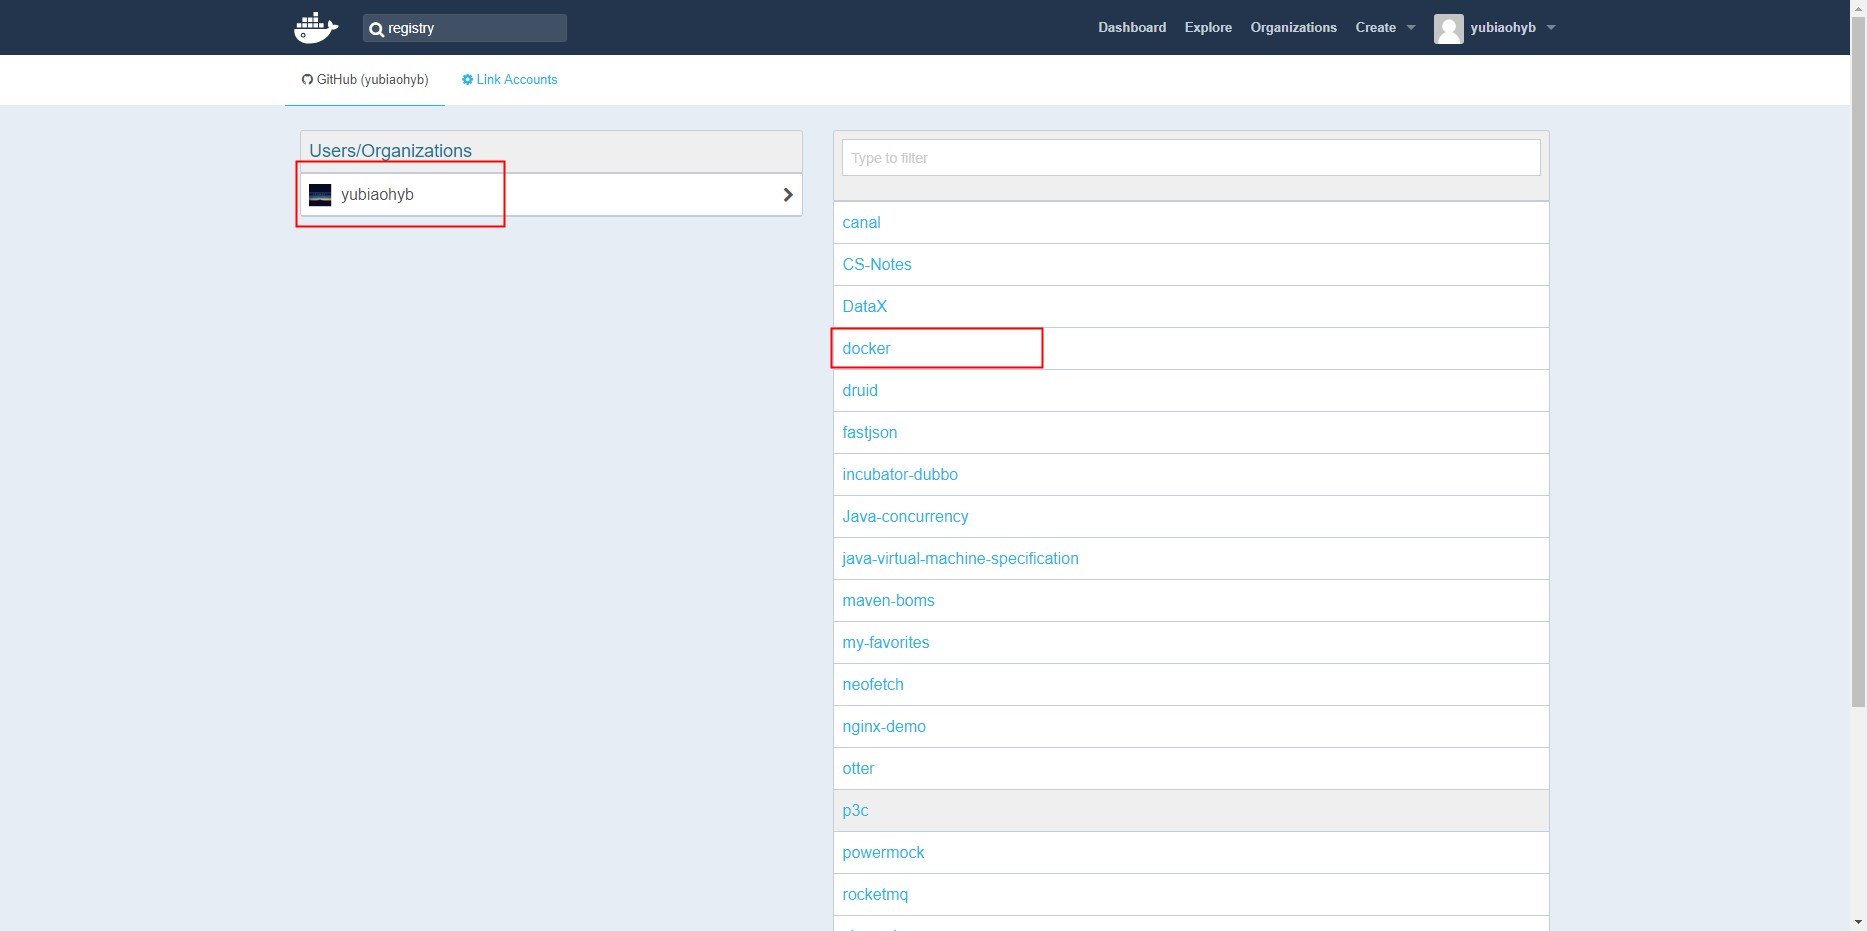 registry
Dashboard Explore Organizations Create yubiaohyb
GitHub (yubiaohyb) Link Accounts
Users/Organizations
yubiaohyb
Type to filter
canal
CS-Notes
DataX
docker
druid
fastjson
incubator-dubbo
Java-concurrency
java-virtual-machine-specification
maven-boms
my-favorites
neofetch
nginx-demo
otter
p3c
powermock
rocketmq